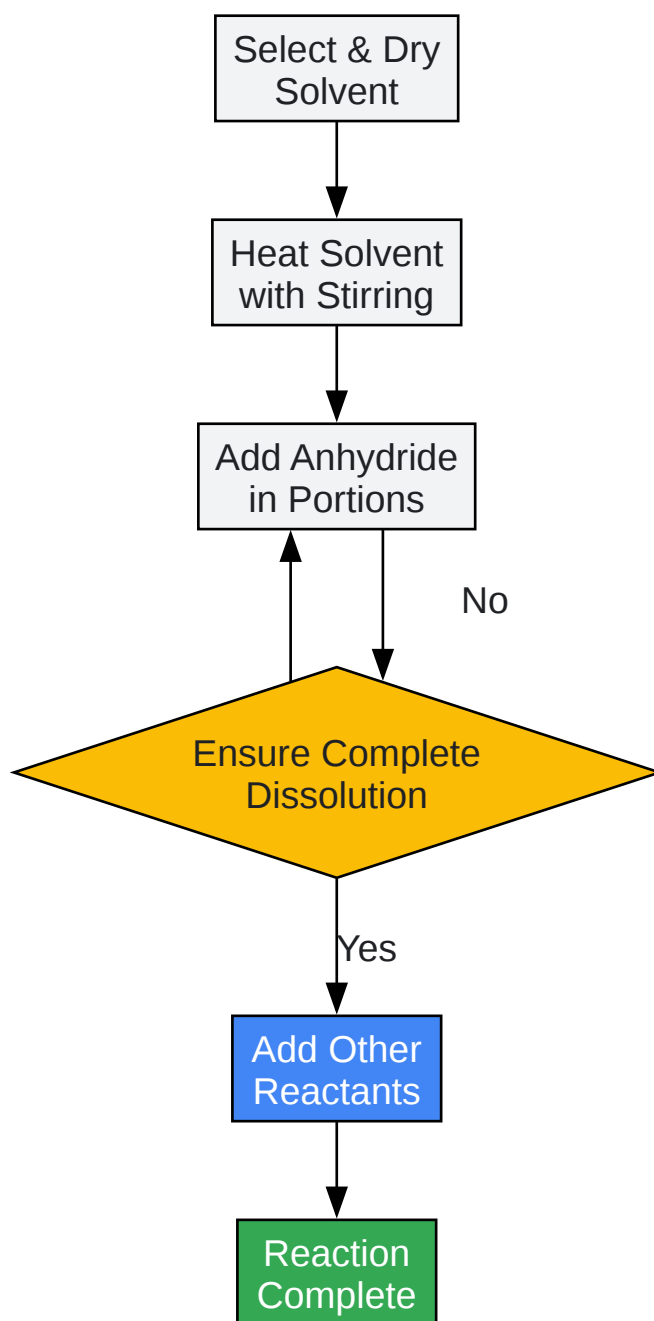 Select & Dry
Solvent
Heat Solvent
with Stirring
Add Anhydride
in Portions
No
Ensure Complete
Dissolution
Yes
Add Other
Reactants
Reaction
Complete